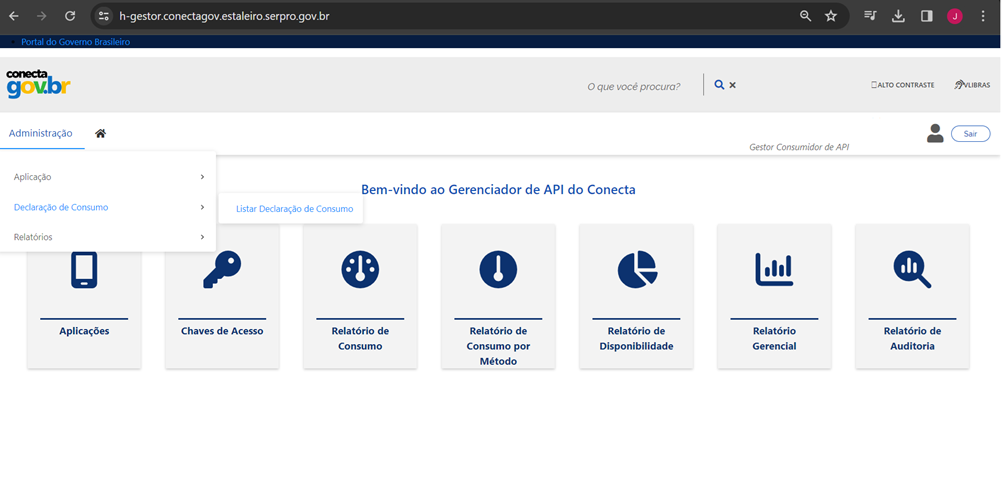 h-gestor.conectagov.estaleiro.serpro.gov.br
J
Portal do Governo Brasileiro
conecta
gov.br
O que você procura?
ALTO CONTRASTE
VLIBRAS
Administração
Gestor Consumidor de API
Sair
Aplicação
Declaração de Consumo
Listar Declaração de Consumo
Relatórios
Bem-vindo ao Gerenciador de API do Conecta
Aplicações
Chaves de Acesso
Relatório de
Consumo
Relatório de
Consumo por
Método
Relatório de
Disponibilidade
Relatório
Gerencial
Relatório de
Auditoria